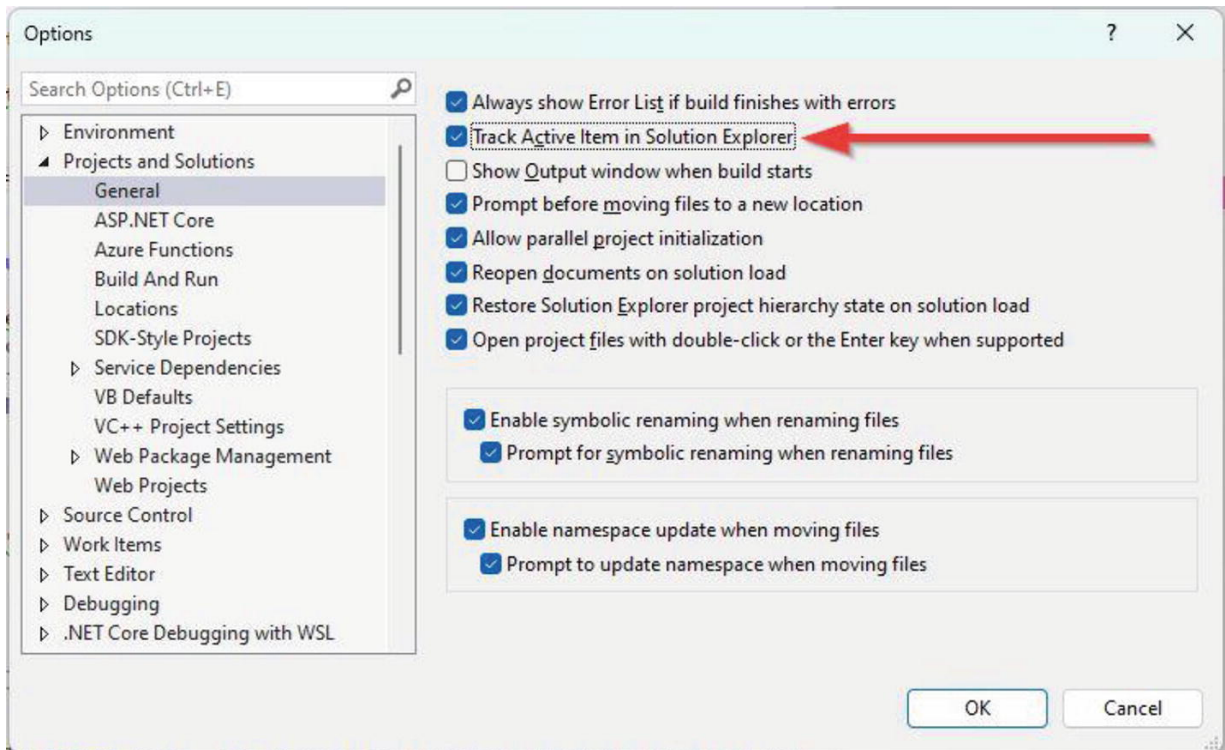 Options
?
Search Options (Ctrl+E)
Environment
Projects and Solutions
General
ASP.NET Core
Azure Functions
Build And Run
Locations
SDK-Style Projects
Service Dependencies
VB Defaults
VC++ Project Settings
Web Package Management
Web Projects
Source Control
Work Items
Text Editor
Debugging
.NET Core Debugging with WSL
Always show Error List if build finishes with errors
Track Active Item in Solution Explorer
Show Output window when build starts
Prompt before moving files to a new location
Allow parallel project initialization
Reopen documents on solution load
Restore Solution Explorer project hierarchy state on solution load
Open project files with double-click or the Enter key when supported
Enable symbolic renaming when renaming files
Prompt for symbolic renaming when renaming files
Enable namespace update when moving files
Prompt to update namespace when moving files
OK
Cancel